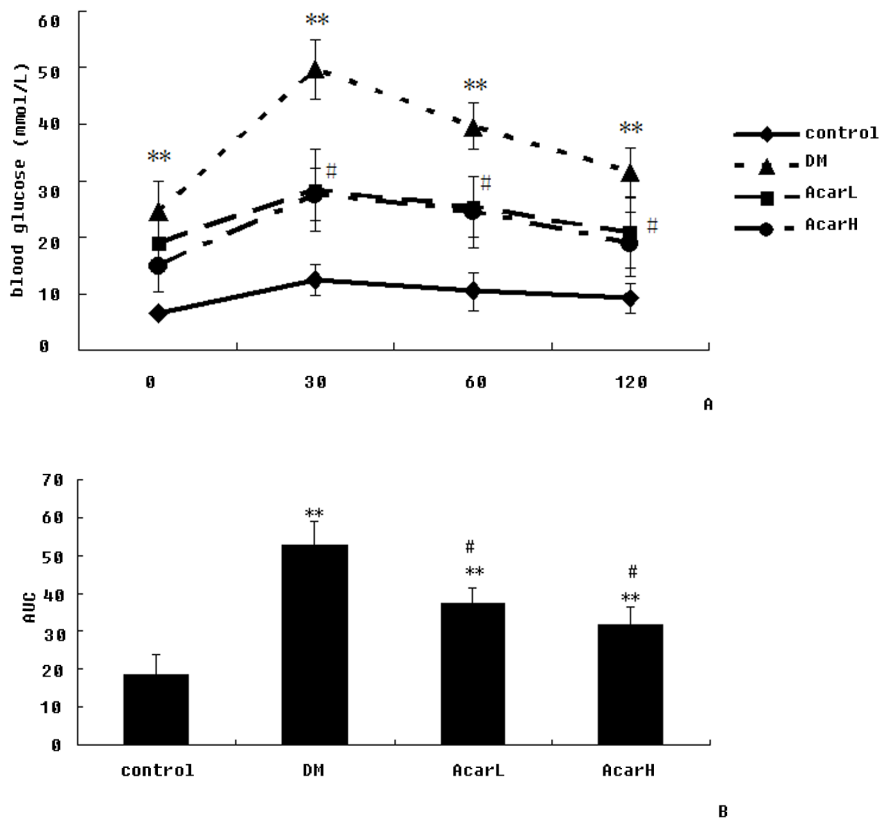 blood glucose (mmol/L)
60
50
40
30
20
10
0
**
**
**
**
#
#
#
0
30
60
120
control
DM
AcarL
AcarH
A
AUC
70
60
50
40
30
20
10
0
**
#
**
#
**
control
DM
AcarL
AcarH
B